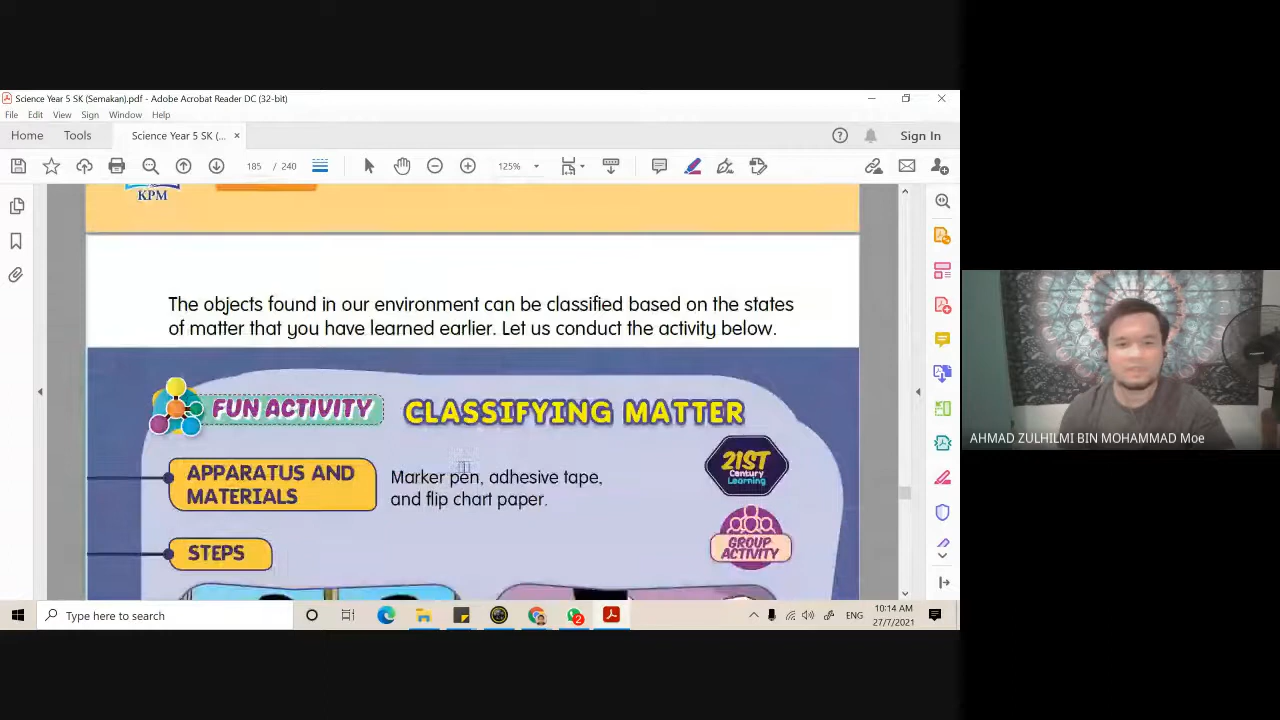 Science Year 5 SK (Semakan).pdf - Adobe Acrobat Reader DC (32-bit)
File Edit View Sign Window Help
Home Tools Science Year 5 SK (... × Sign In
185 / 240 125%
KPM
The objects found in our environment can be classified based on the states
of matter that you have learned earlier. Let us conduct the activity below.
FUN ACTIVITY CLASSIFYING MATTER
21ST
Century
Learning
APPARATUS AND
MATERIALS
Marker pen, adhesive tape,
and flip chart paper.
GROUP
ACTIVITY
STEPS
AHMAD ZULHILMI BIN MOHAMMAD Moe
Type here to search
2
ENG
10:14 AM
27/7/2021